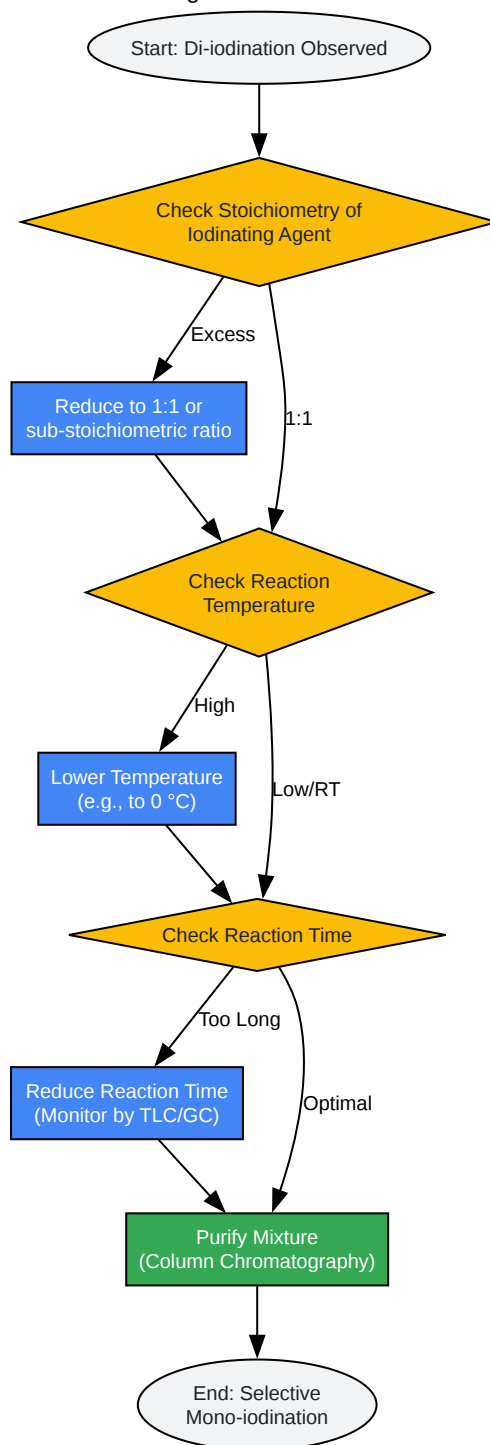 Start: Di-iodination Observed
Check Stoichiometry of
Iodinating Agent
Excess
Reduce to 1:1 or
sub-stoichiometric ratio
1:1
Check Reaction
Temperature
High
Lower Temperature
(e.g., to 0 °C)
Low/RT
Check Reaction Time
Too Long
Reduce Reaction Time
(Monitor by TLC/GC)
Optimal
Purify Mixture
(Column Chromatography)
End: Selective
Mono-iodination